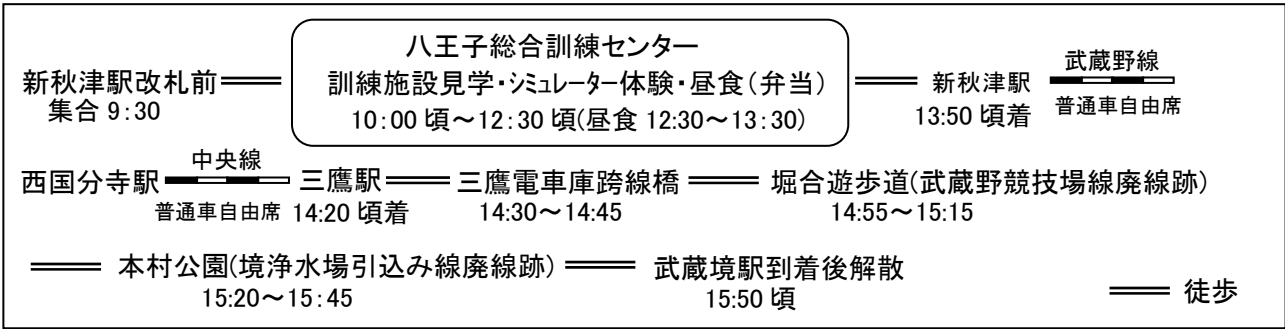 新秋津駅改札前
集合 9:30
八王子総合訓練センター
訓練施設見学・シミュレーター体験・昼食(弁当)
10:00 頃~12:30 頃(昼食 12:30~13:30)
新秋津駅
13:50 頃着
武蔵野線
普通車自由席
西国分寺駅
中央線
普通車自由席
三鷹駅
14:20 頃着
三鷹電車庫跨線橋
14:30~14:45
堀合遊歩道(武蔵野競技場線廃線跡)
14:55~15:15
本村公園(境浄水場引込み線廃線跡)
15:20~15:45
武蔵境駅到着後解散
15:50 頃
徒歩